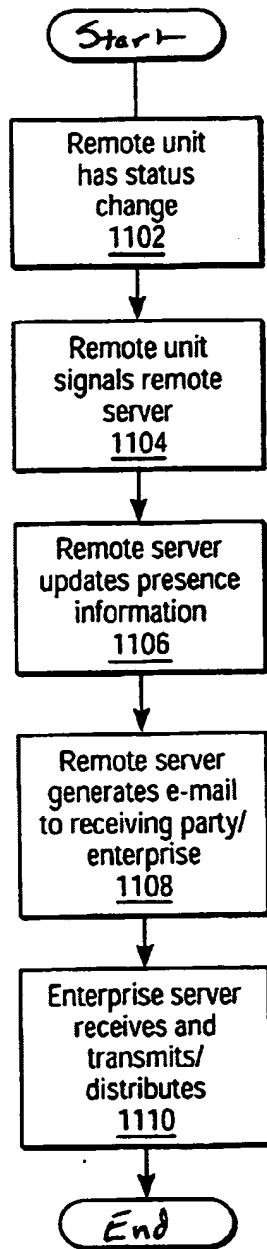 Start
Remote unit
has status
change
1102
Remote unit
signals remote
server
1104
Remote server
updates presence
information
1106
Remote server
generates e-mail
to receiving party/
enterprise
1108
Enterprise server
receives and
transmits/
distributes
1110
End